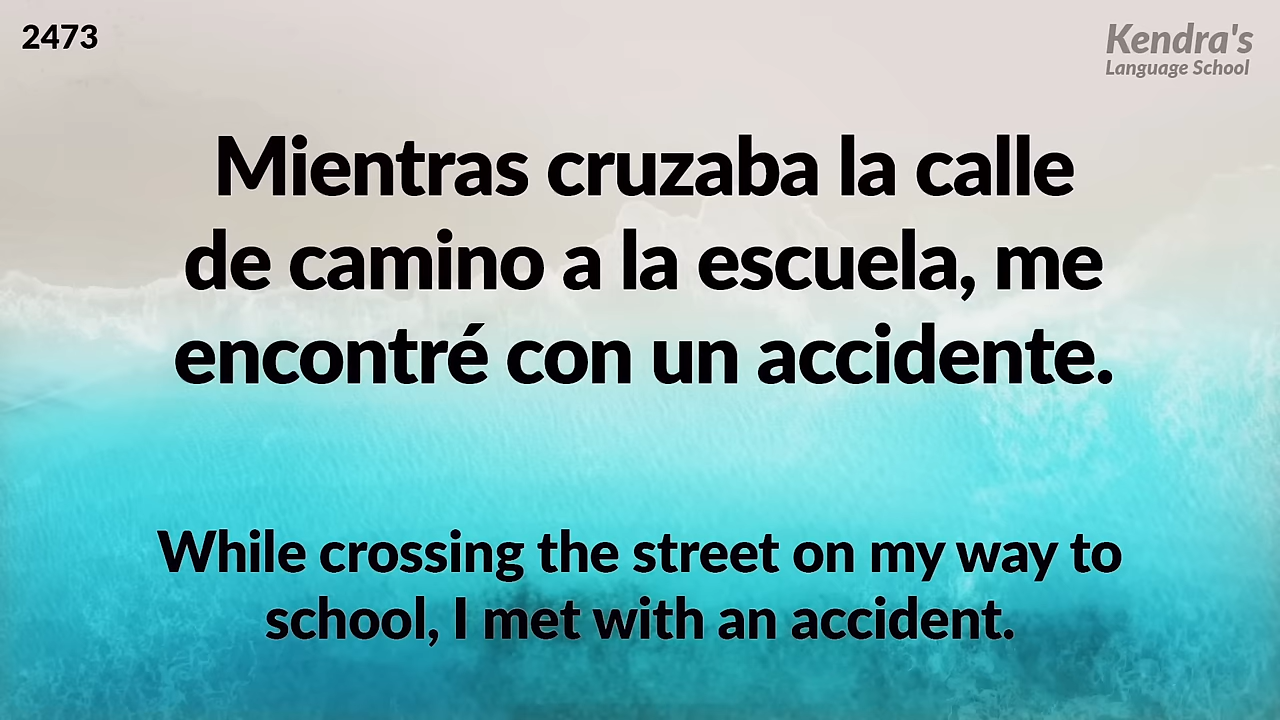 2473
Kendra's
Language School
Mientras cruzaba la calle
de camino a la escuela, me
encontré con un accidente.
While crossing the street on my way to
school, I met with an accident.